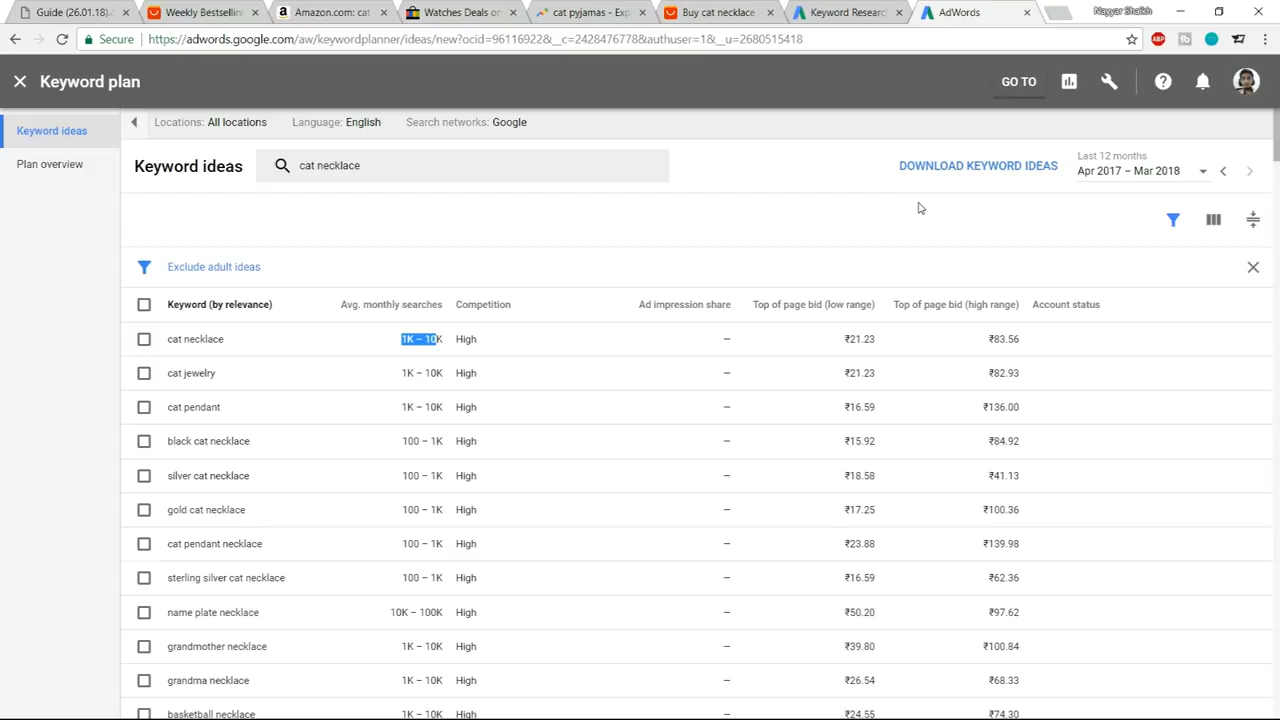 Guide (26.01.18).
Weekly Bestsellin
Amazon.com: cat
Watches Deals on
cat pyjamas - Expl
Buy cat necklace
Keyword Researc
AdWords
Nayyar Shaikh
Secure
https://adwords.google.com/aw/keywordplanner/ideas/new?ocid=96116922&__c=2428476778&authuser=1&__u=2680515418
ABP
Keyword plan
GO TO
Keyword ideas
Plan overview
Locations: All locations
Language: English
Search networks: Google
Keyword ideas
cat necklace
DOWNLOAD KEYWORD IDEAS
Last 12 months
Apr 2017 – Mar 2018
Exclude adult ideas
Keyword (by relevance) Avg. monthly searches Competition Ad impression share Top of page bid (low range) Top of page bid (high range) Account status
cat necklace 1K – 10K High – ₹21.23 ₹83.56
cat jewelry 1K – 10K High – ₹21.23 ₹82.93
cat pendant 1K – 10K High – ₹16.59 ₹136.00
black cat necklace 100 – 1K High – ₹15.92 ₹84.92
silver cat necklace 100 – 1K High – ₹18.58 ₹41.13
gold cat necklace 100 – 1K High – ₹17.25 ₹100.36
cat pendant necklace 100 – 1K High – ₹23.88 ₹139.98
sterling silver cat necklace 100 – 1K High – ₹16.59 ₹62.36
name plate necklace 10K – 100K High – ₹50.20 ₹97.62
grandmother necklace 1K – 10K High – ₹39.80 ₹100.84
grandma necklace 1K – 10K High – ₹26.54 ₹68.33
basketball necklace 1K – 10K High – ₹24.55 ₹74.30